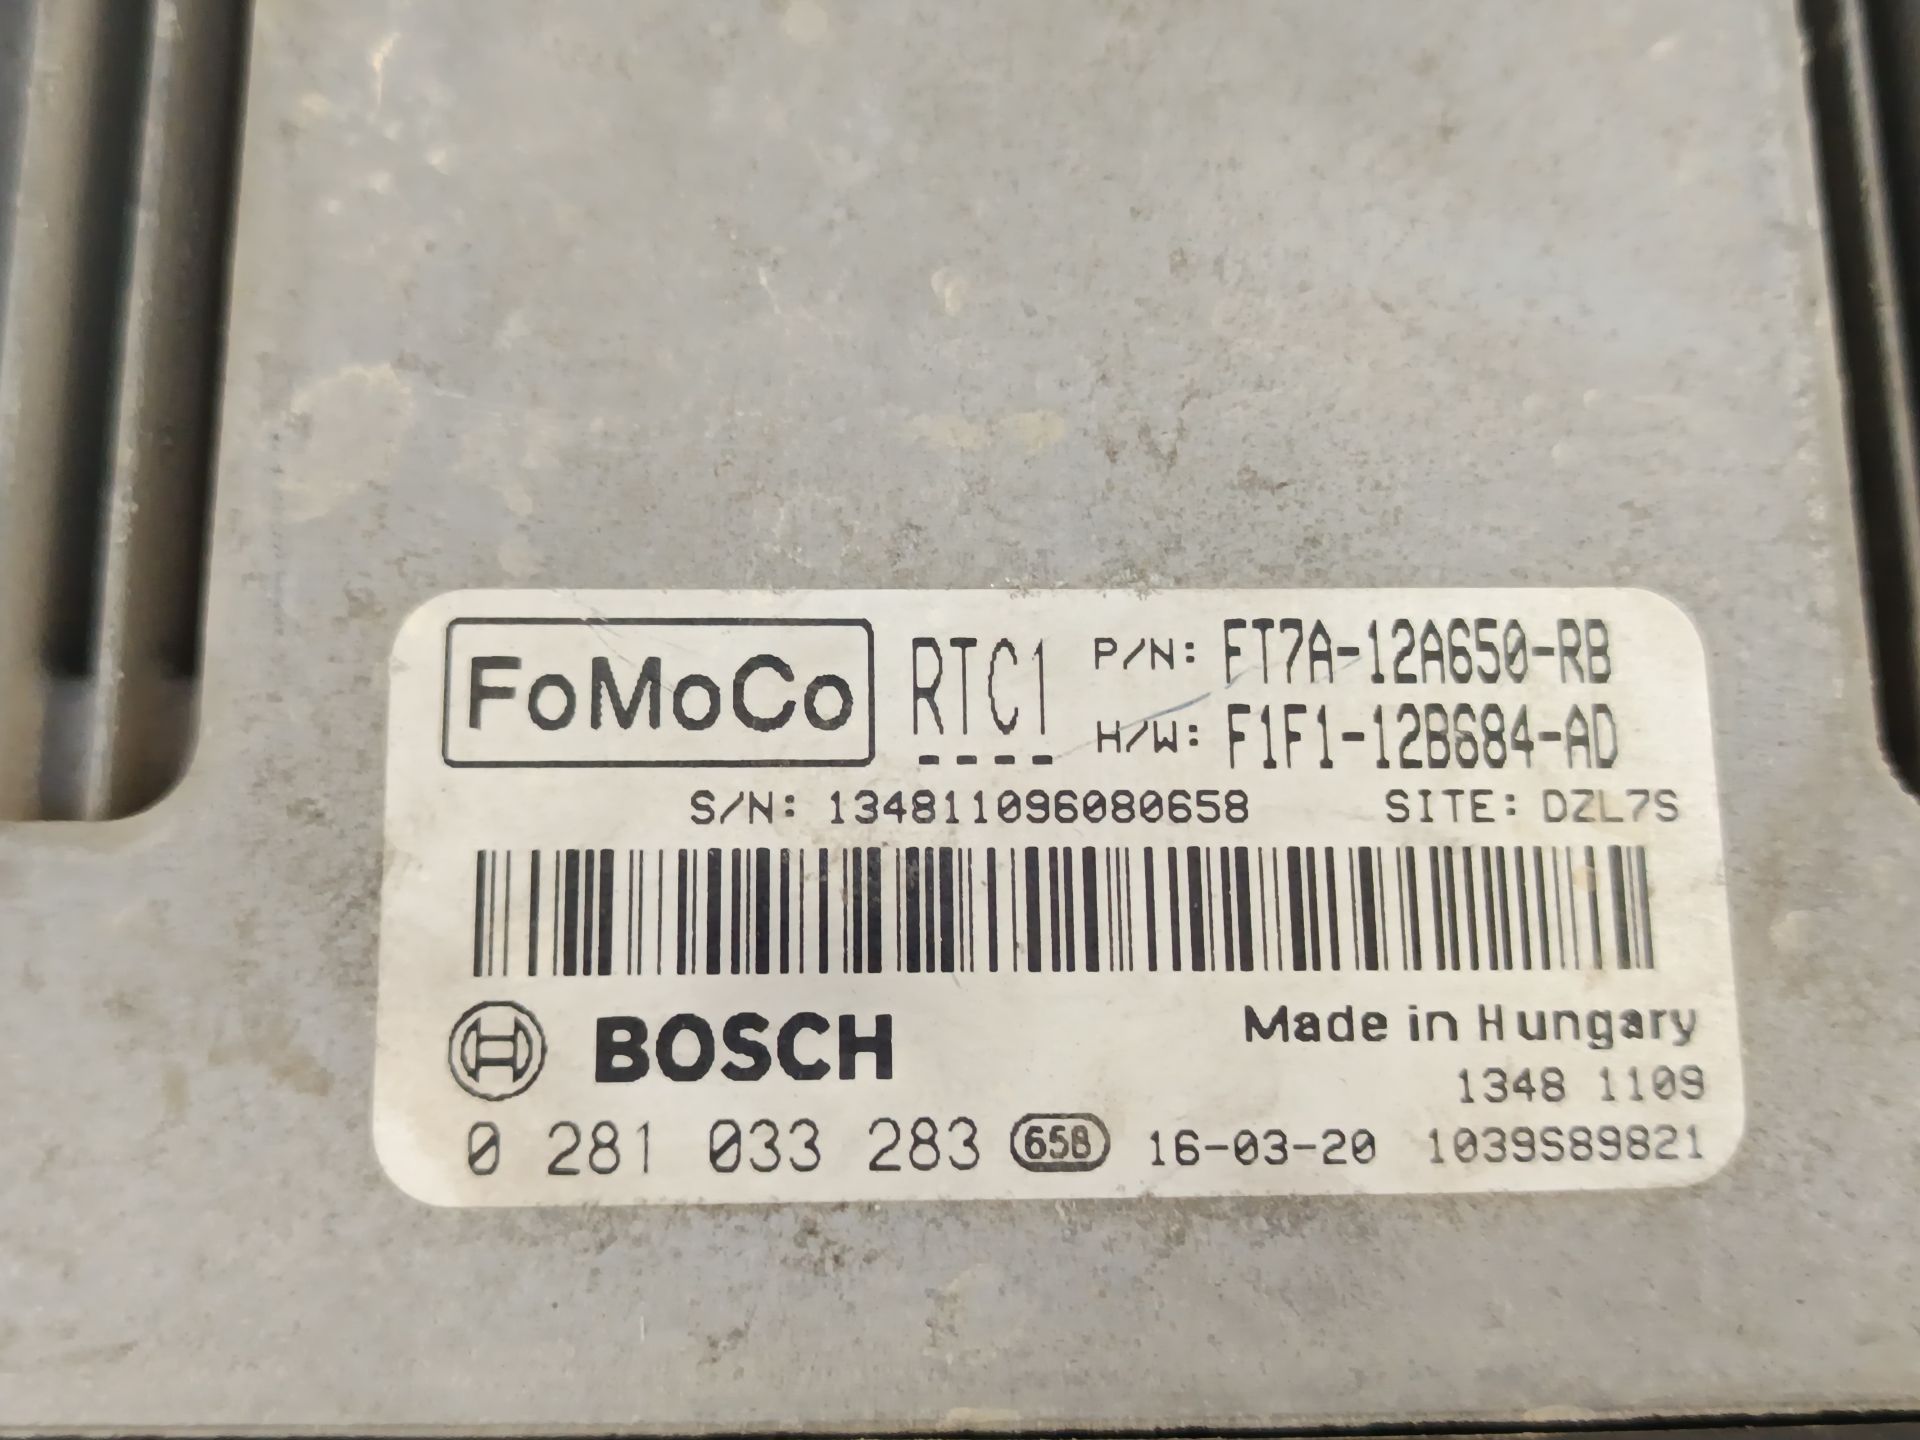 FoMoCo RTC1 P/N: FT7A-12A650-RB
H/W: F1F1-12B684-AD
S/N: 134811096080658 SITE: DZL7S
BOSCH Made in Hungary
1348 1109
0 281 033 283 658 16-03-20 1039S89821